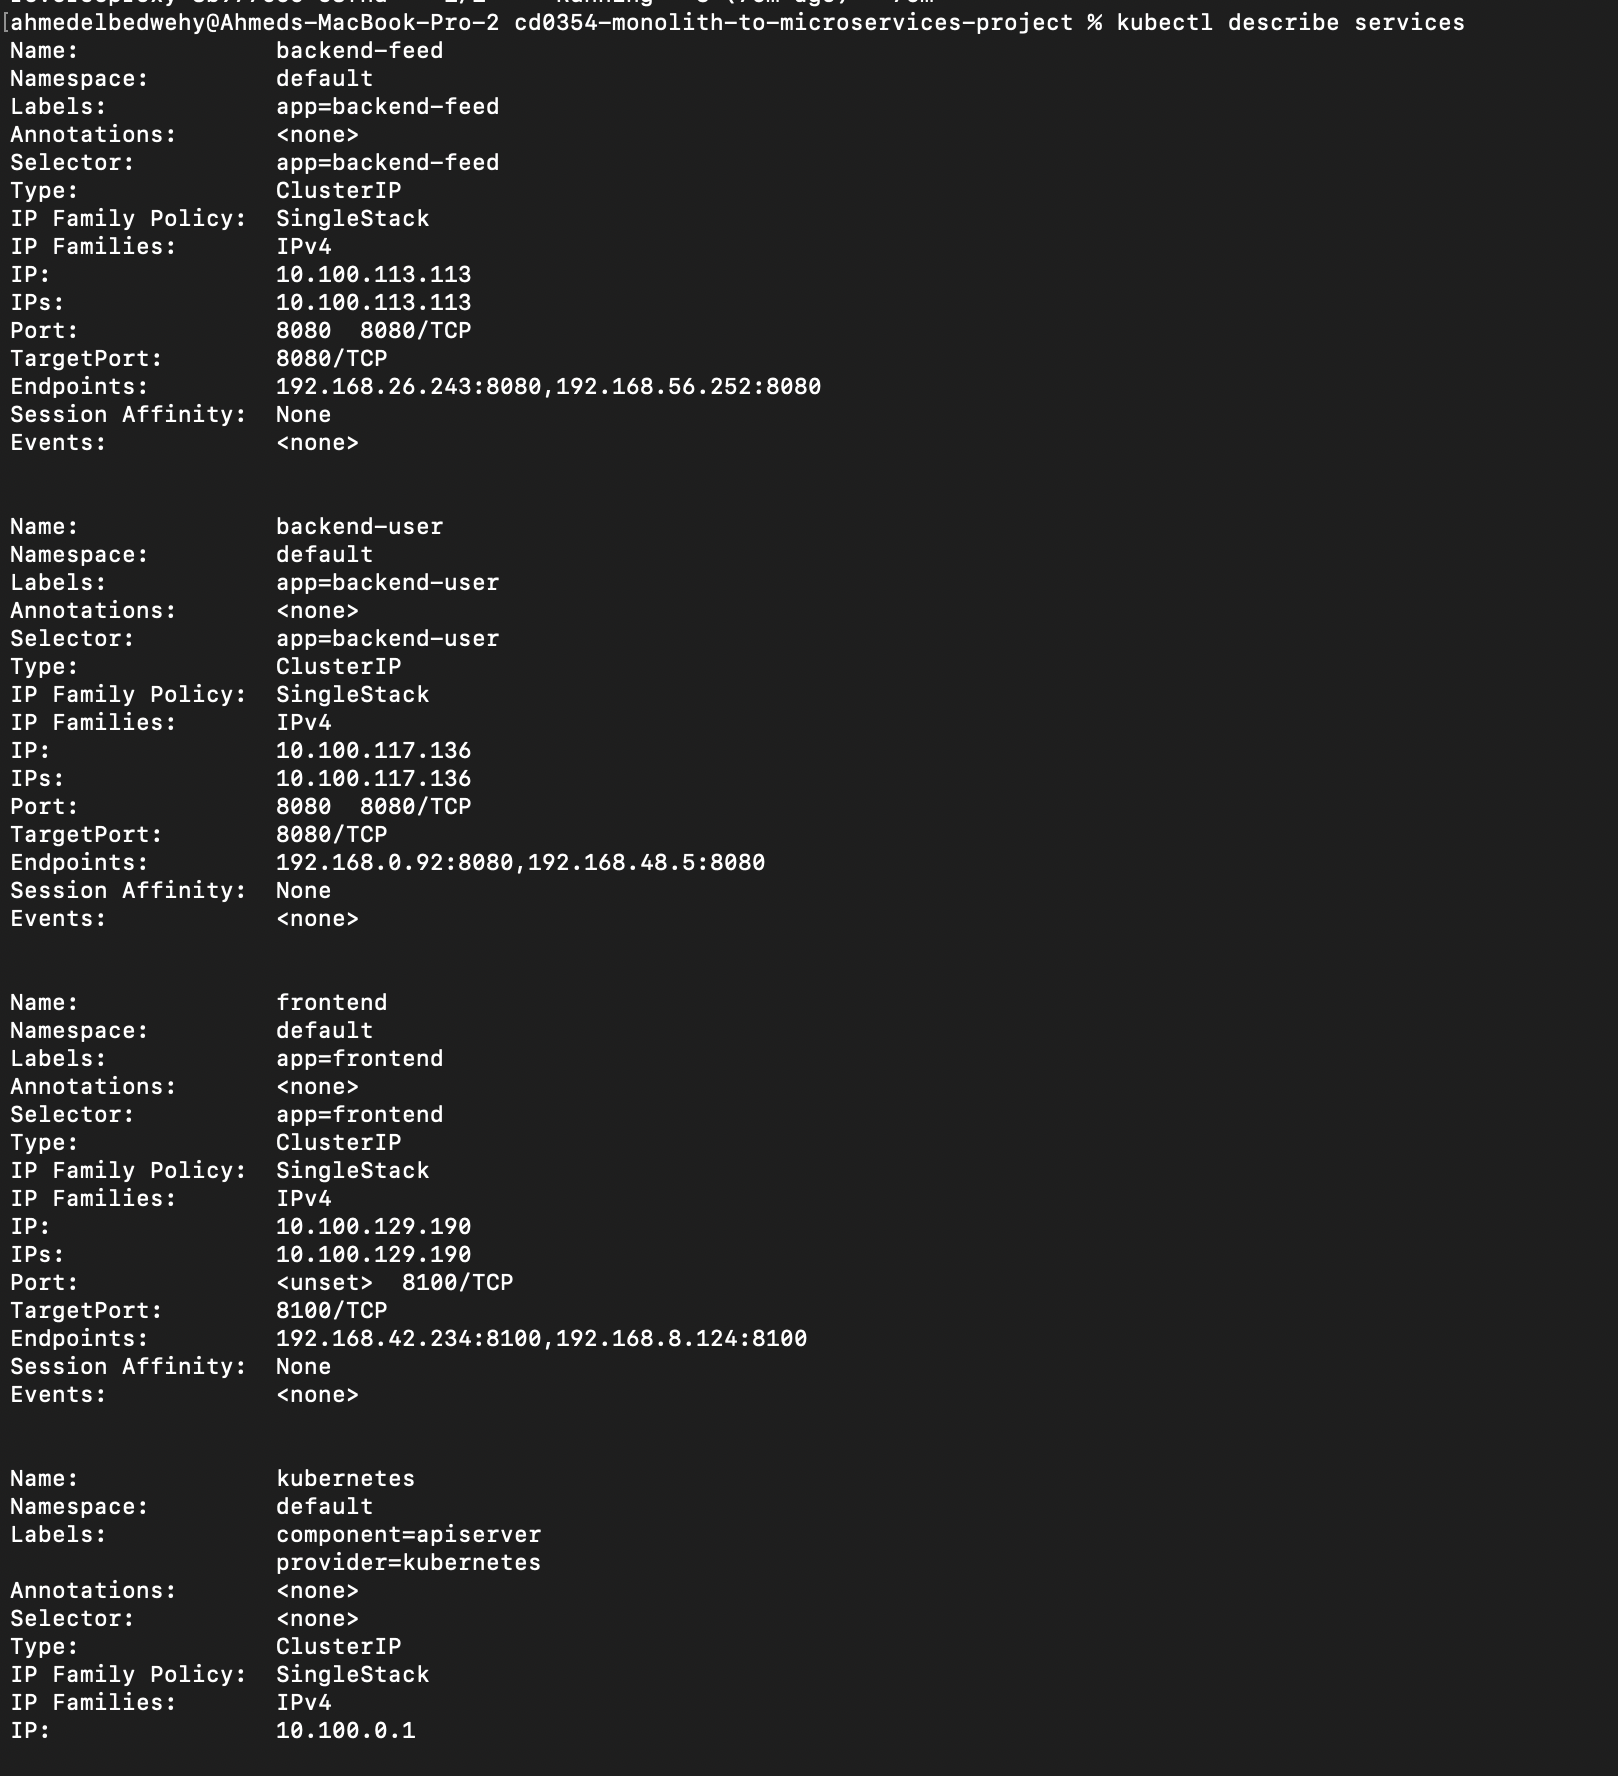 [ahmedelbedwehy@Ahmeds-MacBook-Pro-2 cd0354-monolith-to-microservices-project % kubectl describe services
Name:              backend-feed
Namespace:         default
Labels:            app=backend-feed
Annotations:       <none>
Selector:          app=backend-feed
Type:              ClusterIP
IP Family Policy:  SingleStack
IP Families:       IPv4
IP:                10.100.113.113
IPs:               10.100.113.113
Port:              8080  8080/TCP
TargetPort:        8080/TCP
Endpoints:         192.168.26.243:8080,192.168.56.252:8080
Session Affinity:  None
Events:            <none>
Name:              backend-user
Namespace:         default
Labels:            app=backend-user
Annotations:       <none>
Selector:          app=backend-user
Type:              ClusterIP
IP Family Policy:  SingleStack
IP Families:       IPv4
IP:                10.100.117.136
IPs:               10.100.117.136
Port:              8080  8080/TCP
TargetPort:        8080/TCP
Endpoints:         192.168.0.92:8080,192.168.48.5:8080
Session Affinity:  None
Events:            <none>
Name:              frontend
Namespace:         default
Labels:            app=frontend
Annotations:       <none>
Selector:          app=frontend
Type:              ClusterIP
IP Family Policy:  SingleStack
IP Families:       IPv4
IP:                10.100.129.190
IPs:               10.100.129.190
Port:              <unset>  8100/TCP
TargetPort:        8100/TCP
Endpoints:         192.168.42.234:8100,192.168.8.124:8100
Session Affinity:  None
Events:            <none>
Name:              kubernetes
Namespace:         default
Labels:            component=apiserver
                   provider=kubernetes
Annotations:       <none>
Selector:          <none>
Type:              ClusterIP
IP Family Policy:  SingleStack
IP Families:       IPv4
IP:                10.100.0.1